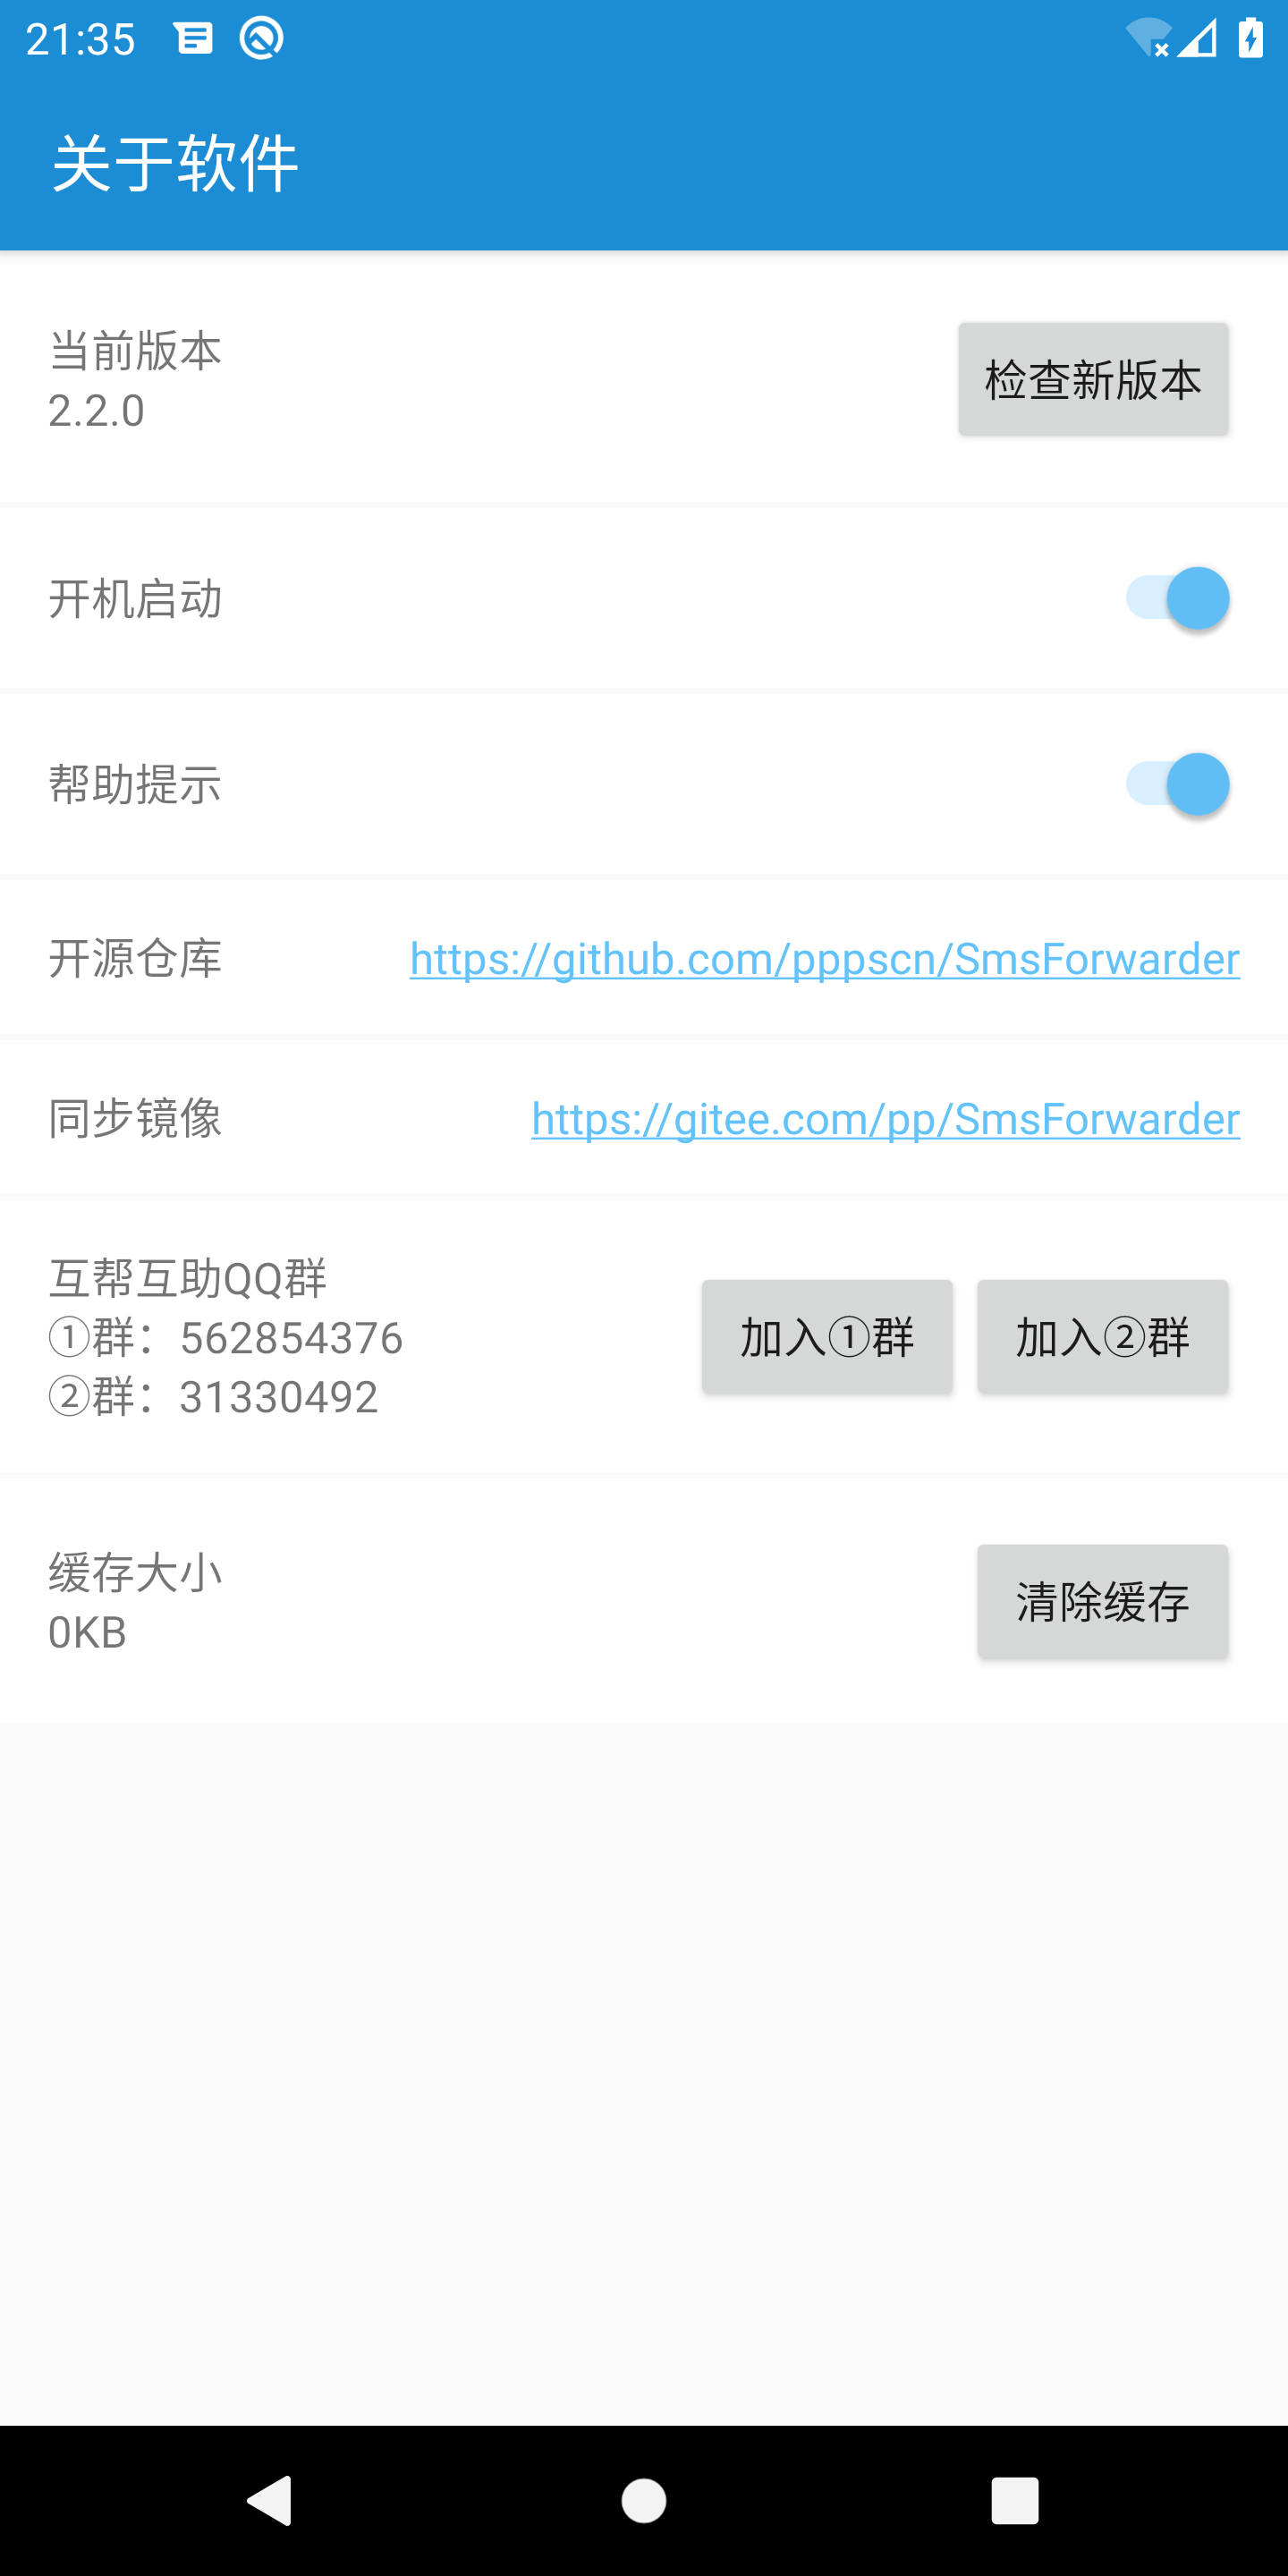 21:35
关于软件
当前版本
2.2.0
检查新版本
开机启动
帮助提示
开源仓库
https://github.com/pppscn/SmsForwarder
同步镜像
https://gitee.com/pp/SmsForwarder
互帮互助QQ群
①群：562854376
②群：31330492
加入①群
加入②群
缓存大小
0KB
清除缓存